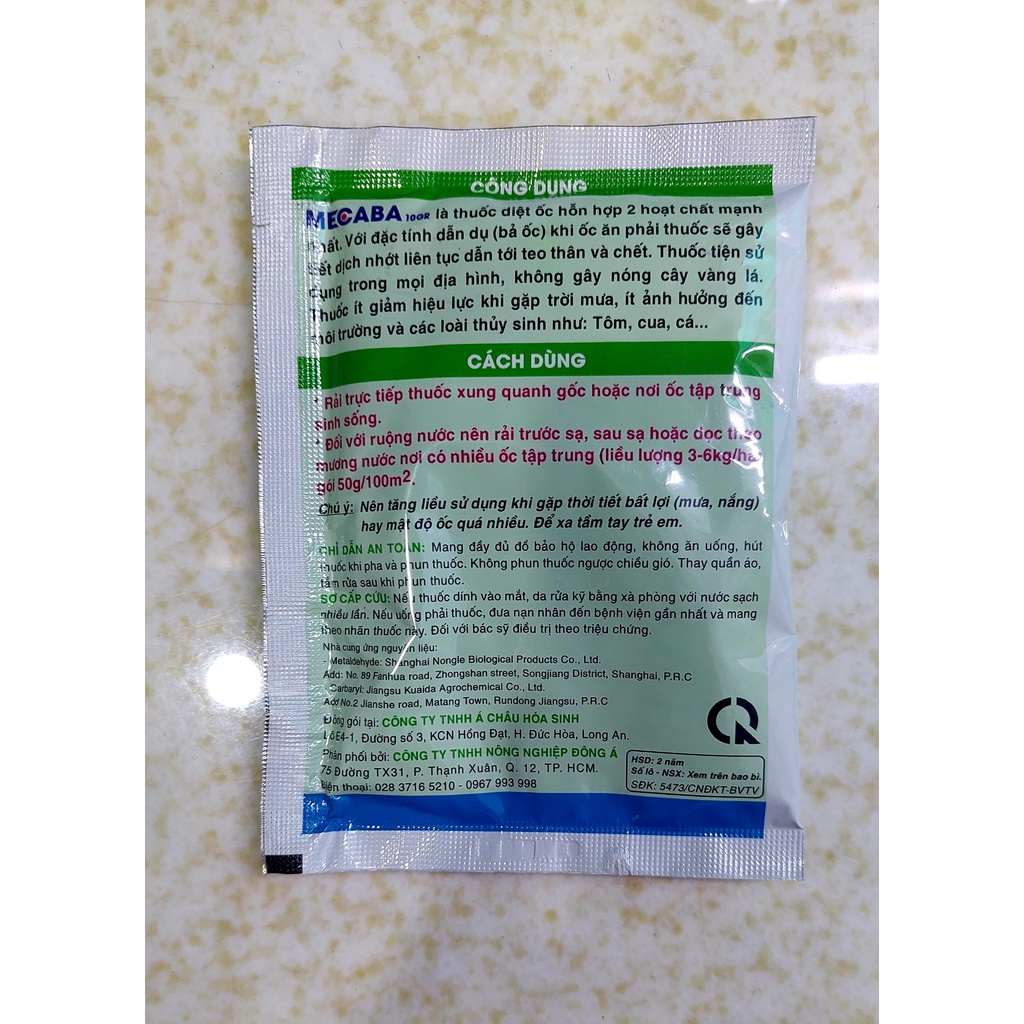 CÔNG DỤNG
MECABA 10GR là thuốc diệt ốc hỗn hợp 2 hoạt chất mạnh
nhất. Với đặc tính dẫn dụ (bả ốc) khi ốc ăn phải thuốc sẽ gây
tiết dịch nhớt liên tục dẫn tới teo thân và chết. Thuốc tiện sử
dụng trong mọi địa hình, không gây nóng cây vàng lá.
Thuốc ít giảm hiệu lực khi gặp trời mưa, ít ảnh hưởng đến
môi trường và các loài thủy sinh như: Tôm, cua, cá...
CÁCH DÙNG
* Rải trực tiếp thuốc xung quanh gốc hoặc nơi ốc tập trung
sinh sống.
* Đối với ruộng nước nên rải trước sạ, sau sạ hoặc dọc theo
mương nước nơi có nhiều ốc tập trung (liều lượng 3-6kg/ha-
gói 50g/100m2.
Chú ý: Nên tăng liều sử dụng khi gặp thời tiết bất lợi (mưa, nắng)
hay mật độ ốc quá nhiều. Để xa tầm tay trẻ em.
CHỈ DẪN AN TOÀN: Mang đầy đủ đồ bảo hộ lao động, không ăn uống, hút
thuốc khi pha và phun thuốc. Không phun thuốc ngược chiều gió. Thay quần áo,
tắm rửa sau khi phun thuốc.
SƠ CẤP CỨU: Nếu thuốc dính vào mắt, da rửa kỹ bằng xà phòng với nước sạch
nhiều lần. Nếu uống phải thuốc, đưa nạn nhân đến bệnh viện gần nhất và mang
theo nhãn thuốc này. Đối với bác sỹ điều trị theo triệu chứng.
Nhà cung ứng nguyên liệu:
- Metaldehyde: Shanghai Nongle Biological Products Co., Ltd.
Add: No. 89 Fanhua road, Zhongshan street, Songjiang District, Shanghai, P.R.C
- Carbaryl: Jiangsu Kuaida Agrochemical Co., Ltd.
Add No.2 Jianshe road, Matang Town, Rundong Jiangsu, P.R.C
Đóng gói tại: CÔNG TY TNHH Á CHÂU HÓA SINH
Lô E4-1, Đường số 3, KCN Hồng Đạt, H. Đức Hòa, Long An.
Phân phối bởi: CÔNG TY TNHH NÔNG NGHIỆP ĐÔNG Á
75 Đường TX31, P. Thạnh Xuân, Q. 12, TP. HCM.
Điện thoại: 028 3716 5210 - 0967 993 998
CR
HSD: 2 năm
Số lô - NSX: Xem trên bao bì.
SĐK: 5473/CNĐKT-BVTV